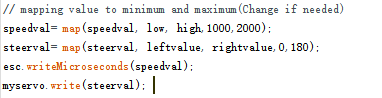 // mapping value to minimum and maximum(Change if needed)
speedval= map(speedval, low, high,1000,2000);
steerval= map(steerval, leftvalue, rightvalue,0,180);
esc.writeMicroseconds(speedval);
myservo.write(steerval);